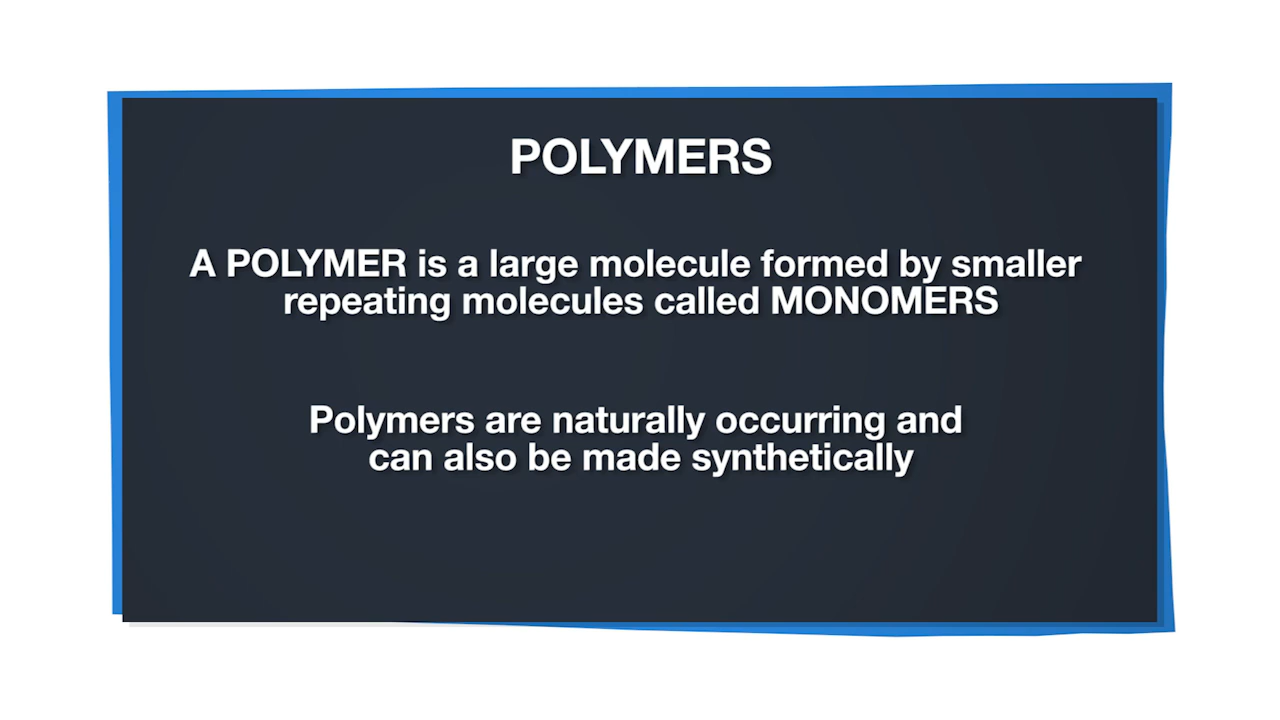 POLYMERS
A POLYMER is a large molecule formed by smaller
repeating molecules called MONOMERS
Polymers are naturally occurring and
can also be made synthetically